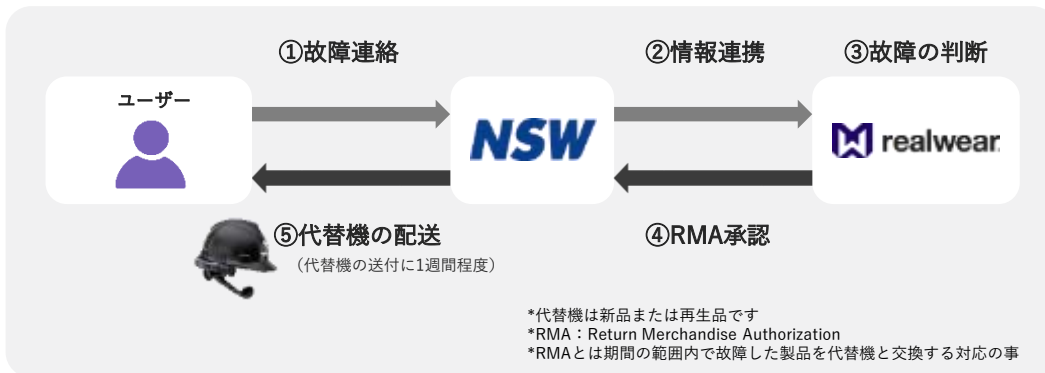 ①故障連絡
②情報連携
③故障の判断
ユーザー
NSW
realwear
⑤代替機の配送
（代替機の送付に1週間程度）
④RMA承認
*代替機は新品または再生品です
*RMA：Return Merchandise Authorization
*RMAとは期間の範囲内で故障した製品を代替機と交換する対応の事